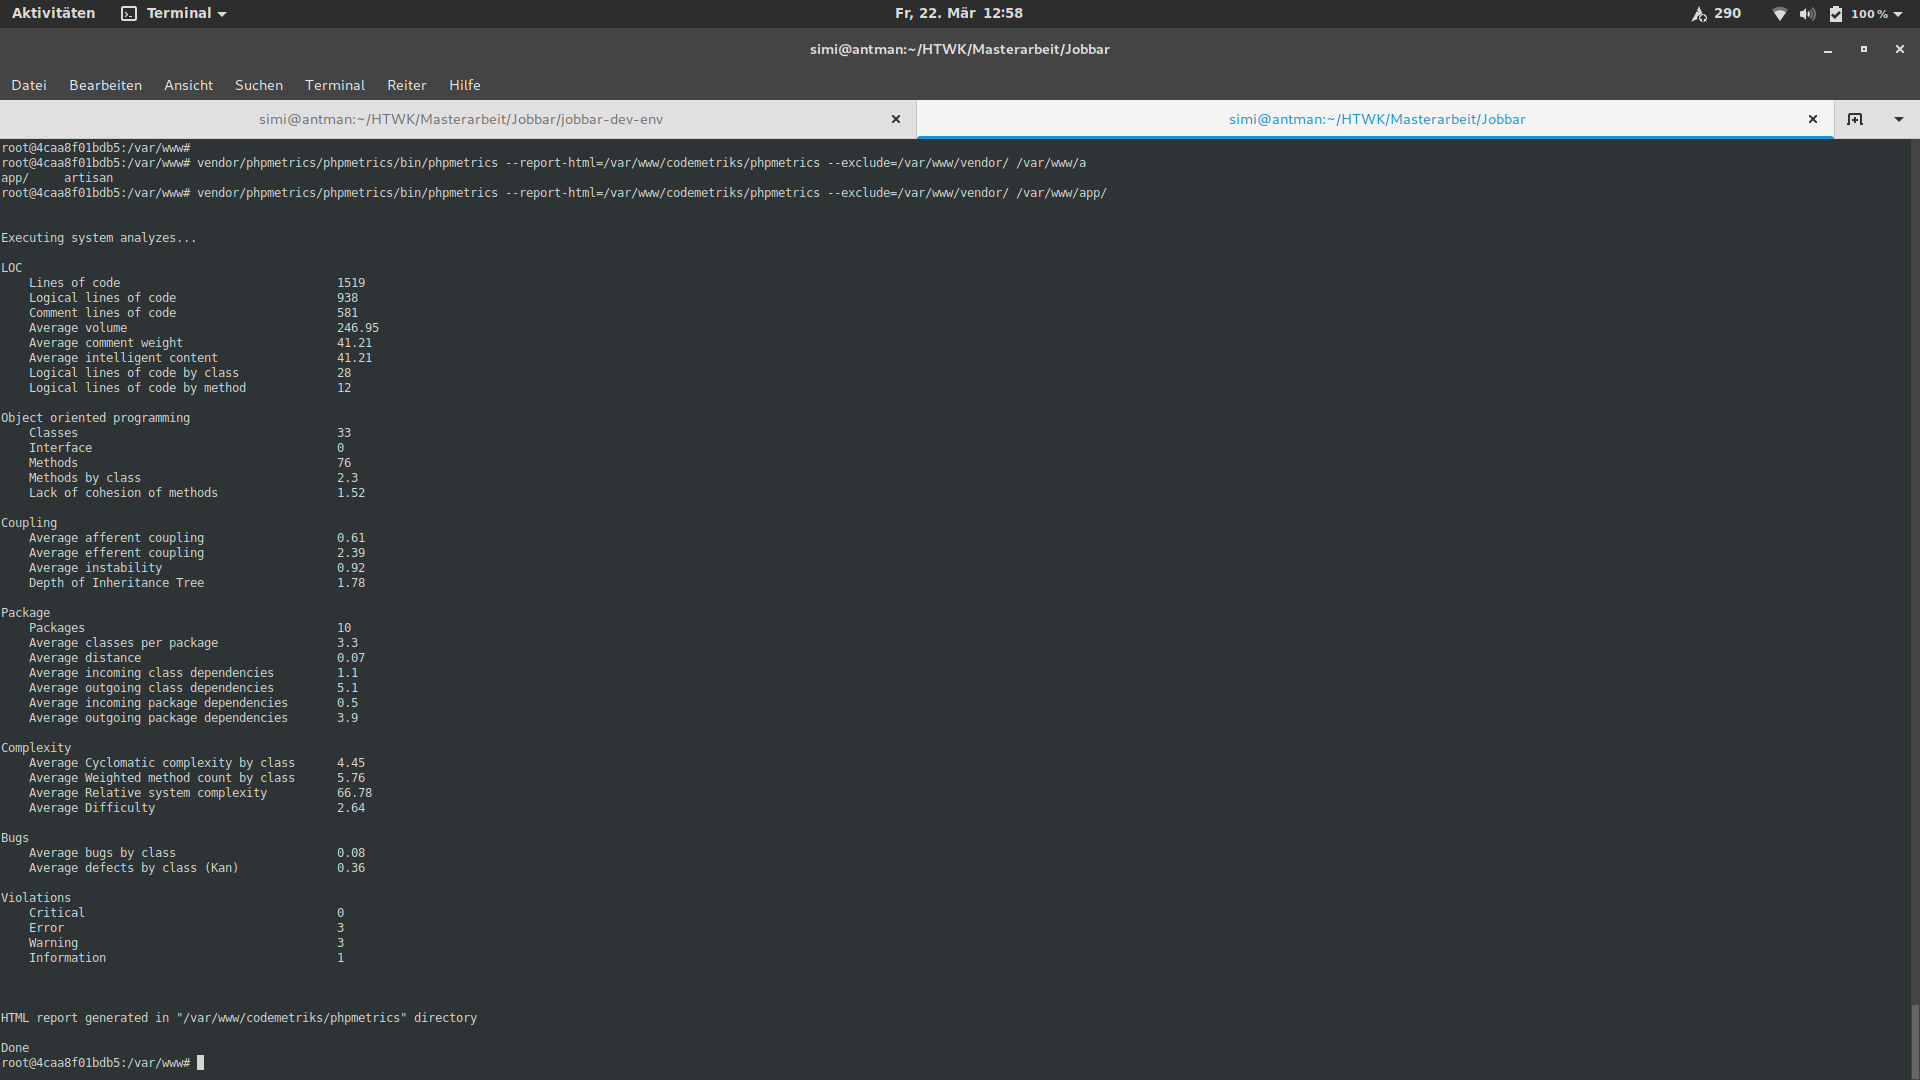 Aktivitäten Terminal Fr, 22. Mär 12:58 290 100 %
simi@antman:~/HTWK/Masterarbeit/Jobbar
Datei Bearbeiten Ansicht Suchen Terminal Reiter Hilfe
simi@antman:~/HTWK/Masterarbeit/Jobbar/jobbar-dev-env simi@antman:~/HTWK/Masterarbeit/Jobbar
root@4caa8f01bdb5:/var/www#
root@4caa8f01bdb5:/var/www# vendor/phpmetrics/phpmetrics/bin/phpmetrics --report-html=/var/www/codemetriks/phpmetrics --exclude=/var/www/vendor/ /var/www/a
app/     artisan
root@4caa8f01bdb5:/var/www# vendor/phpmetrics/phpmetrics/bin/phpmetrics --report-html=/var/www/codemetriks/phpmetrics --exclude=/var/www/vendor/ /var/www/app/
Executing system analyzes...
LOC
    Lines of code                               1519
    Logical lines of code                       938
    Comment lines of code                       581
    Average volume                              246.95
    Average comment weight                      41.21
    Average intelligent content                 41.21
    Logical lines of code by class              28
    Logical lines of code by method             12
Object oriented programming
    Classes                                     33
    Interface                                   0
    Methods                                     76
    Methods by class                            2.3
    Lack of cohesion of methods                 1.52
Coupling
    Average afferent coupling                   0.61
    Average efferent coupling                   2.39
    Average instability                         0.92
    Depth of Inheritance Tree                   1.78
Package
    Packages                                    10
    Average classes per package                 3.3
    Average distance                            0.07
    Average incoming class dependencies         1.1
    Average outgoing class dependencies         5.1
    Average incoming package dependencies       0.5
    Average outgoing package dependencies       3.9
Complexity
    Average Cyclomatic complexity by class      4.45
    Average Weighted method count by class      5.76
    Average Relative system complexity          66.78
    Average Difficulty                          2.64
Bugs
    Average bugs by class                       0.08
    Average defects by class (Kan)              0.36
Violations
    Critical                                    0
    Error                                       3
    Warning                                     3
    Information                                 1
HTML report generated in "/var/www/codemetriks/phpmetrics" directory
Done
root@4caa8f01bdb5:/var/www#